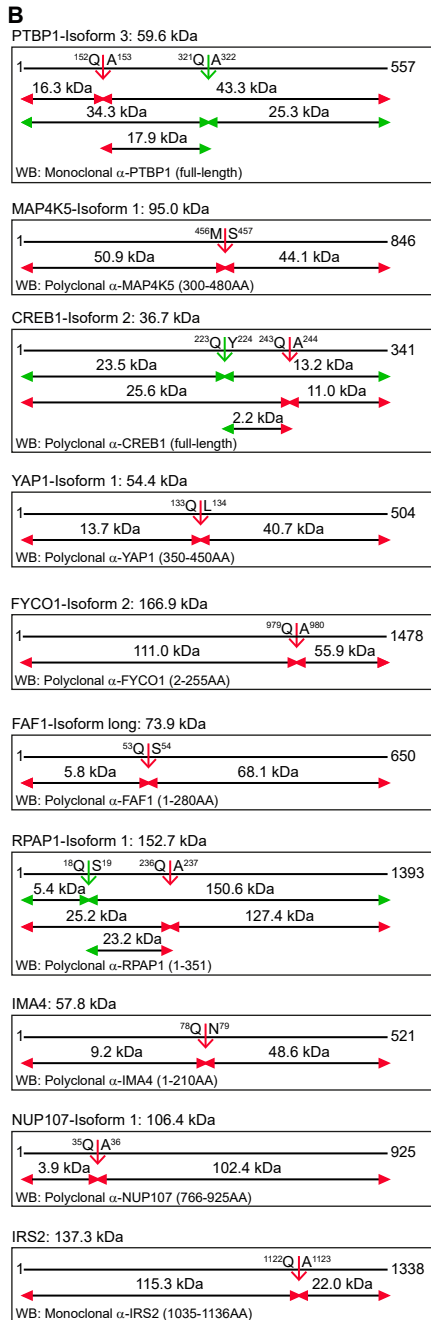 B
PTBP1-Isoform 3: 59.6 kDa
¹⁵²Q A¹⁵³ ³²¹Q A³²²
1 557
16.3 kDa 43.3 kDa
34.3 kDa 25.3 kDa
17.9 kDa
WB: Monoclonal α-PTBP1 (full-length)
MAP4K5-Isoform 1: 95.0 kDa
⁴⁵⁶M S⁴⁵⁷
1 846
50.9 kDa 44.1 kDa
WB: Polyclonal α-MAP4K5 (300-480AA)
CREB1-Isoform 2: 36.7 kDa
²²³Q Y²²⁴ ²⁴³Q A²⁴⁴
1 341
23.5 kDa 13.2 kDa
25.6 kDa 11.0 kDa
2.2 kDa
WB: Polyclonal α-CREB1 (full-length)
YAP1-Isoform 1: 54.4 kDa
¹³³Q L¹³⁴
1 504
13.7 kDa 40.7 kDa
WB: Polyclonal α-YAP1 (350-450AA)
FYCO1-Isoform 2: 166.9 kDa
⁹⁷⁹Q A⁹⁸⁰
1 1478
111.0 kDa 55.9 kDa
WB: Polyclonal α-FYCO1 (2-255AA)
FAF1-Isoform long: 73.9 kDa
⁵³Q S⁵⁴
1 650
5.8 kDa 68.1 kDa
WB: Polyclonal α-FAF1 (1-280AA)
RPAP1-Isoform 1: 152.7 kDa
¹⁸Q S¹⁹ ²³⁶Q A²³⁷
1 1393
5.4 kDa 150.6 kDa
25.2 kDa 127.4 kDa
23.2 kDa
WB: Polyclonal α-RPAP1 (1-351)
IMA4: 57.8 kDa
⁷⁸Q N⁷⁹
1 521
9.2 kDa 48.6 kDa
WB: Polyclonal α-IMA4 (1-210AA)
NUP107-Isoform 1: 106.4 kDa
³⁵Q A³⁶
1 925
3.9 kDa 102.4 kDa
WB: Polyclonal α-NUP107 (766-925AA)
IRS2: 137.3 kDa
¹¹²²Q A¹¹²³
1 1338
115.3 kDa 22.0 kDa
WB: Monoclonal α-IRS2 (1035-1136AA)